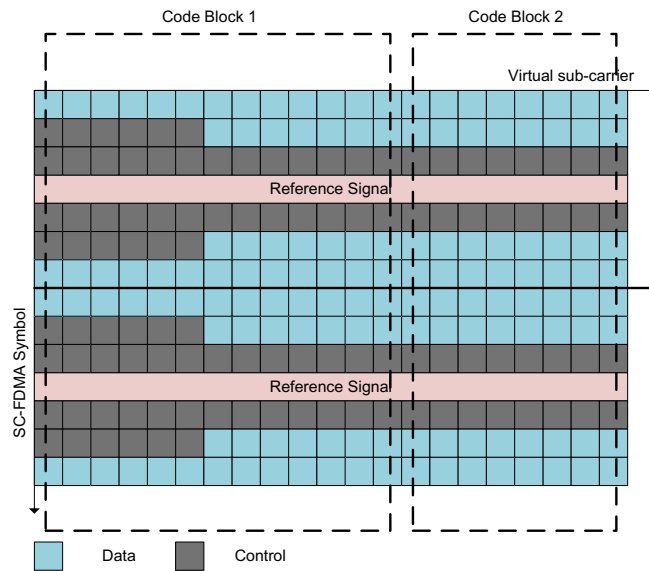 Code Block 1
Code Block 2
Virtual sub-carrier
Reference Signal
Reference Signal
SC-FDMA Symbol
Data
Control